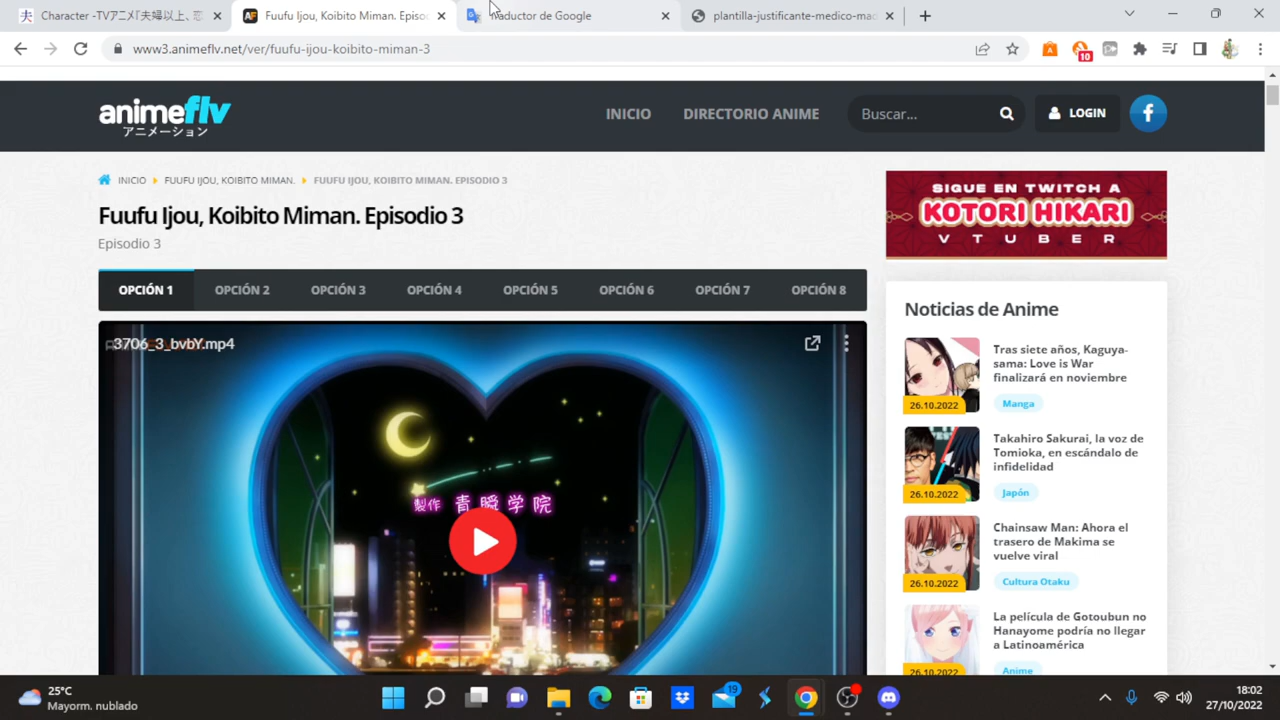 Character -TVアニメ『夫婦以上、恋
Fuufu Ijou, Koibito Miman. Episod
Traductor de Google
plantilla-justificante-medico-mad
www3.animeflv.net/ver/fuufu-ijou-koibito-miman-3
10
animeflv
アニメーション
INICIO
DIRECTORIO ANIME
Buscar...
LOGIN
INICIO
FUUFU IJOU, KOIBITO MIMAN.
FUUFU IJOU, KOIBITO MIMAN. EPISODIO 3
Fuufu Ijou, Koibito Miman. Episodio 3
Episodio 3
OPCIÓN 1
OPCIÓN 2
OPCIÓN 3
OPCIÓN 4
OPCIÓN 5
OPCIÓN 6
OPCIÓN 7
OPCIÓN 8
3706_3_bvbY.mp4
製作 青瞬学院
SIGUE EN TWITCH A
KOTORI HIKARI
VTUBER
Noticias de Anime
Tras siete años, Kaguya-
sama: Love is War
finalizará en noviembre
26.10.2022
Manga
Takahiro Sakurai, la voz de
Tomioka, en escándalo de
infidelidad
26.10.2022
Japón
Chainsaw Man: Ahora el
trasero de Makima se
vuelve viral
26.10.2022
Cultura Otaku
La película de Gotoubun no
Hanayome podría no llegar
a Latinoamérica
26.10.2022
Anime
25°C
Mayorm. nublado
19
18:02
27/10/2022